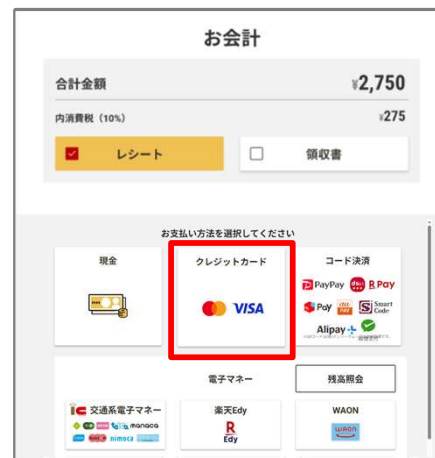 お会計
合計金額 ¥2,750
内消費税（10%） ¥275
レシート 領収書
お支払い方法を選択してください
現金 クレジットカード コード決済
VISA
PayPay d払い R Pay
au PAY Smart Code
Alipay+
電子マネー 残高照会
交通系電子マネー 楽天Edy WAON
manaca
nimoca
R Edy
WAON